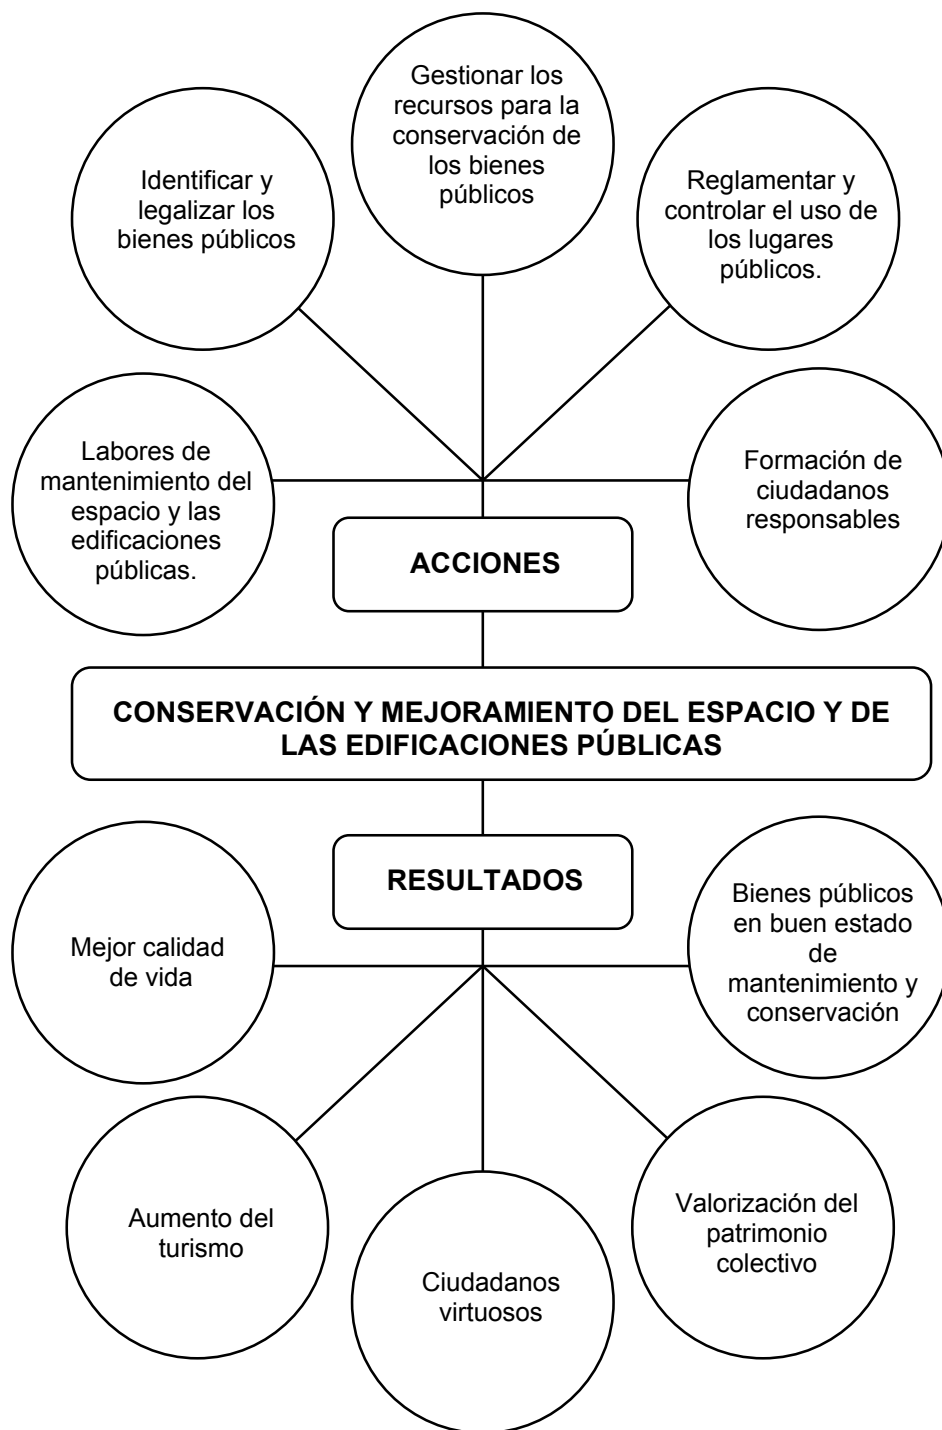 Gestionar los
recursos para la
conservación de
los bienes
públicos
Identificar y
legalizar los
bienes públicos
Reglamentar y
controlar el uso de
los lugares
públicos.
Labores de
mantenimiento del
espacio y las
edificaciones
públicas.
Formación de
ciudadanos
responsables
ACCIONES
CONSERVACIÓN Y MEJORAMIENTO DEL ESPACIO Y DE
LAS EDIFICACIONES PÚBLICAS
RESULTADOS
Mejor calidad
de vida
Bienes públicos
en buen estado
de
mantenimiento y
conservación
Aumento del
turismo
Ciudadanos
virtuosos
Valorización del
patrimonio
colectivo